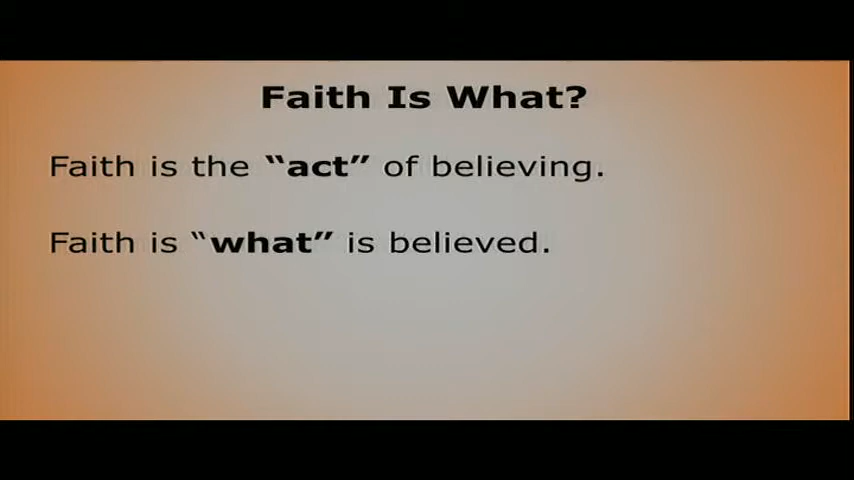 Faith Is What?
Faith is the “act” of believing.
Faith is “what” is believed.